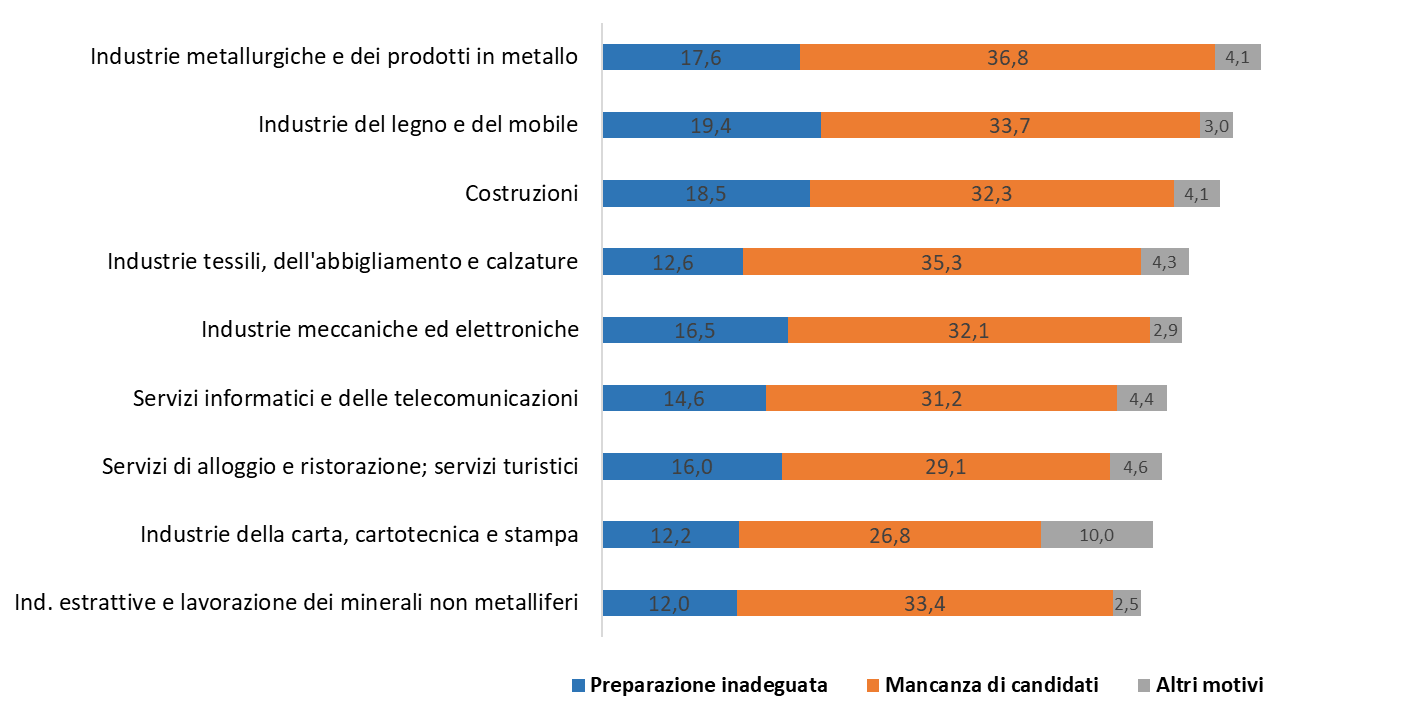 Industrie metallurgiche e dei prodotti in metallo 17,6 36,8 4,1
Industrie del legno e del mobile 19,4 33,7 3,0
Costruzioni 18,5 32,3 4,1
Industrie tessili, dell'abbigliamento e calzature 12,6 35,3 4,3
Industrie meccaniche ed elettroniche 16,5 32,1 2,9
Servizi informatici e delle telecomunicazioni 14,6 31,2 4,4
Servizi di alloggio e ristorazione; servizi turistici 16,0 29,1 4,6
Industrie della carta, cartotecnica e stampa 12,2 26,8 10,0
Ind. estrattive e lavorazione dei minerali non metalliferi 12,0 33,4 2,5
Preparazione inadeguata Mancanza di candidati Altri motivi